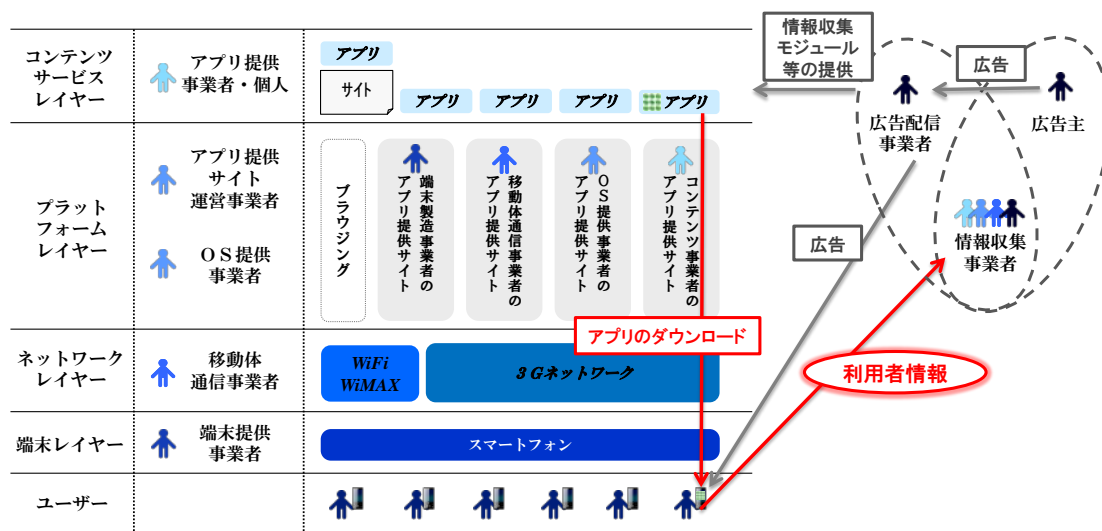 コンテンツ
サービス
レイヤー
アプリ提供
事業者・個人
アプリ
サイト
アプリ
アプリ
アプリ
アプリ
情報収集
モジュール
等の提供
広告
広告配信
事業者
広告主
プラット
フォーム
レイヤー
アプリ提供
サイト
運営事業者
ＯＳ提供
事業者
ブラウジング
端末製造事業者の
アプリ提供サイト
移動体通信事業者の
アプリ提供サイト
ＯＳ提供事業者の
アプリ提供サイト
コンテンツ事業者の
アプリ提供サイト
広告
情報収集
事業者
アプリのダウンロード
ネットワーク
レイヤー
移動体
通信事業者
WiFi
WiMAX
３Gネットワーク
利用者情報
端末レイヤー
端末提供
事業者
スマートフォン
ユーザー